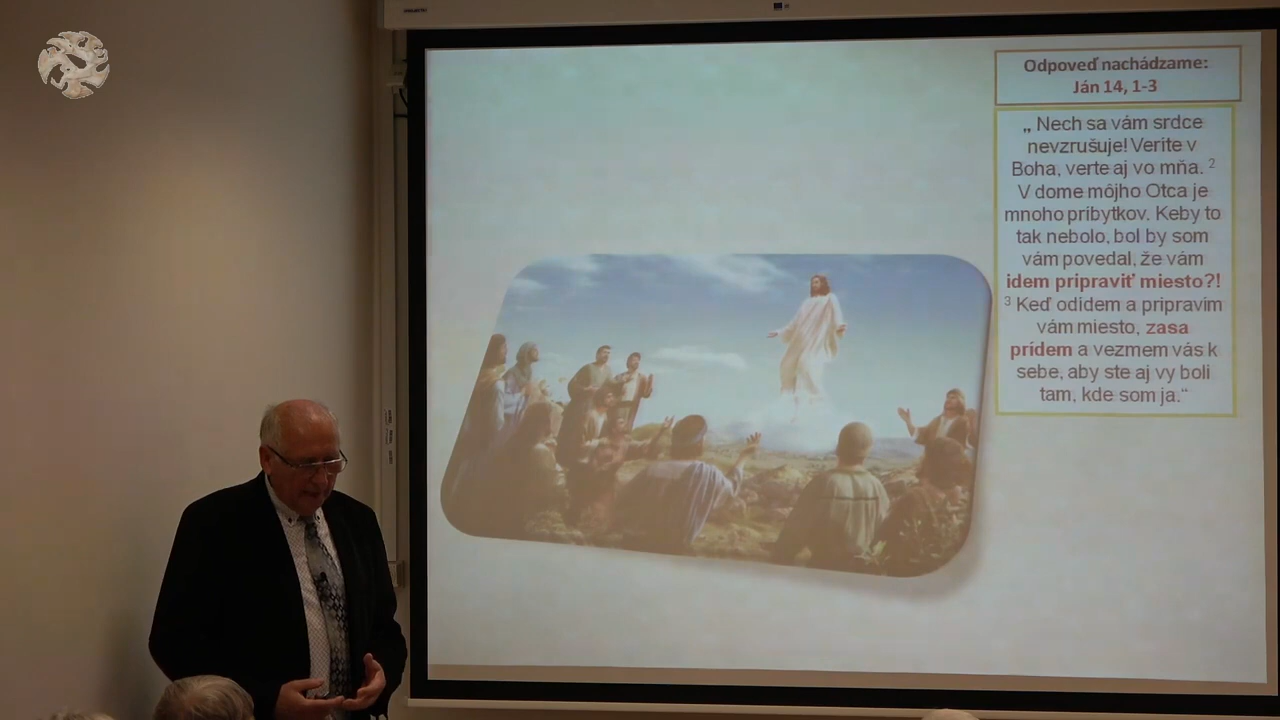 Odpoveď nachádzame:
Ján 14, 1-3
„ Nech sa vám srdce
nevzrušuje! Verite v
Boha, verte aj vo mňa. 2
V dome môjho Otca je
mnoho príbytkov. Keby to
tak nebolo, bol by som
vám povedal, že vám
idem pripraviť miesto?!
3 Keď odídem a pripravím
vám miesto, zasa
prídem a vezmem vás k
sebe, aby ste aj vy boli
tam, kde som ja.“